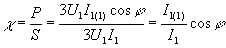 χ = P/S = 3U₁I₁₍₁₎ cos φ / 3U₁I₁ = I₁₍₁₎/I₁ cos φ